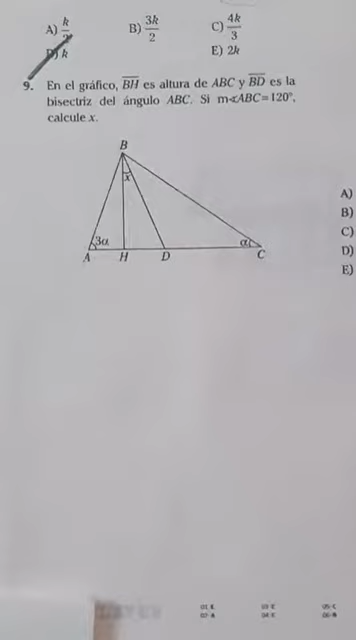 A) k B) 3k/2 C) 4k/3
D) k E) 2k
9. En el gráfico, BH es altura de ABC y BD es la
bisectriz del ángulo ABC. Si m∢ABC=120°,
calcule x.
B
x
3α α
A H D C
A)
B)
C)
D)
E)